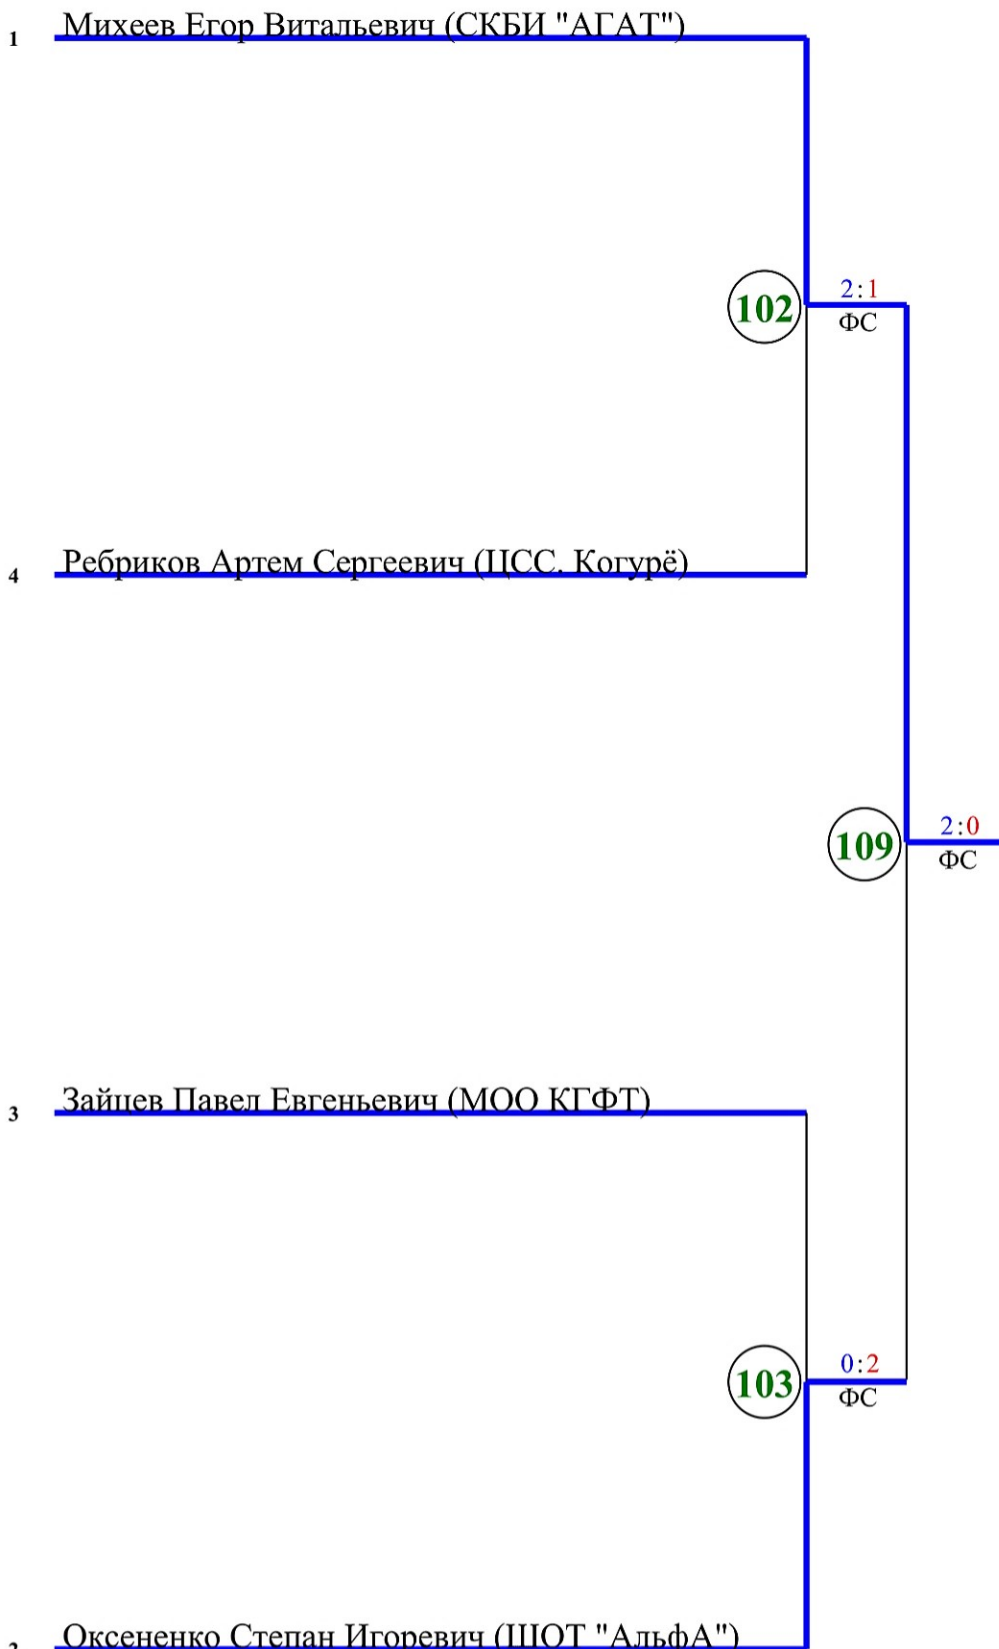 1 Михеев Егор Витальевич (СКБИ "АГАТ")
102 2:1
ФС
4 Ребриков Артем Сергеевич (ЦСС. Когурё)
109 2:0
ФС
3 Зайцев Павел Евгеньевич (МОО КГФТ)
103 0:2
ФС
Оксененко Степан Игоревич (ШОТ "АльфА")